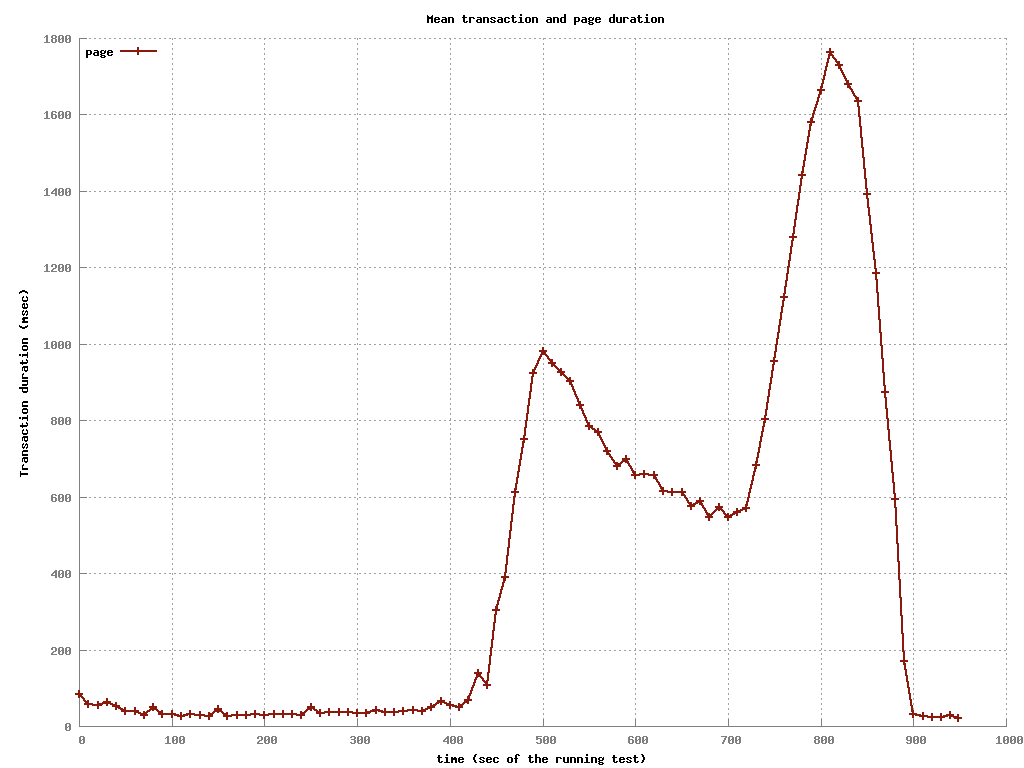 Mean transaction and page duration
page
1800
1600
1400
1200
1000
800
600
400
200
0
Transaction duration (msec)
0 100 200 300 400 500 600 700 800 900 1000
time (sec of the running test)